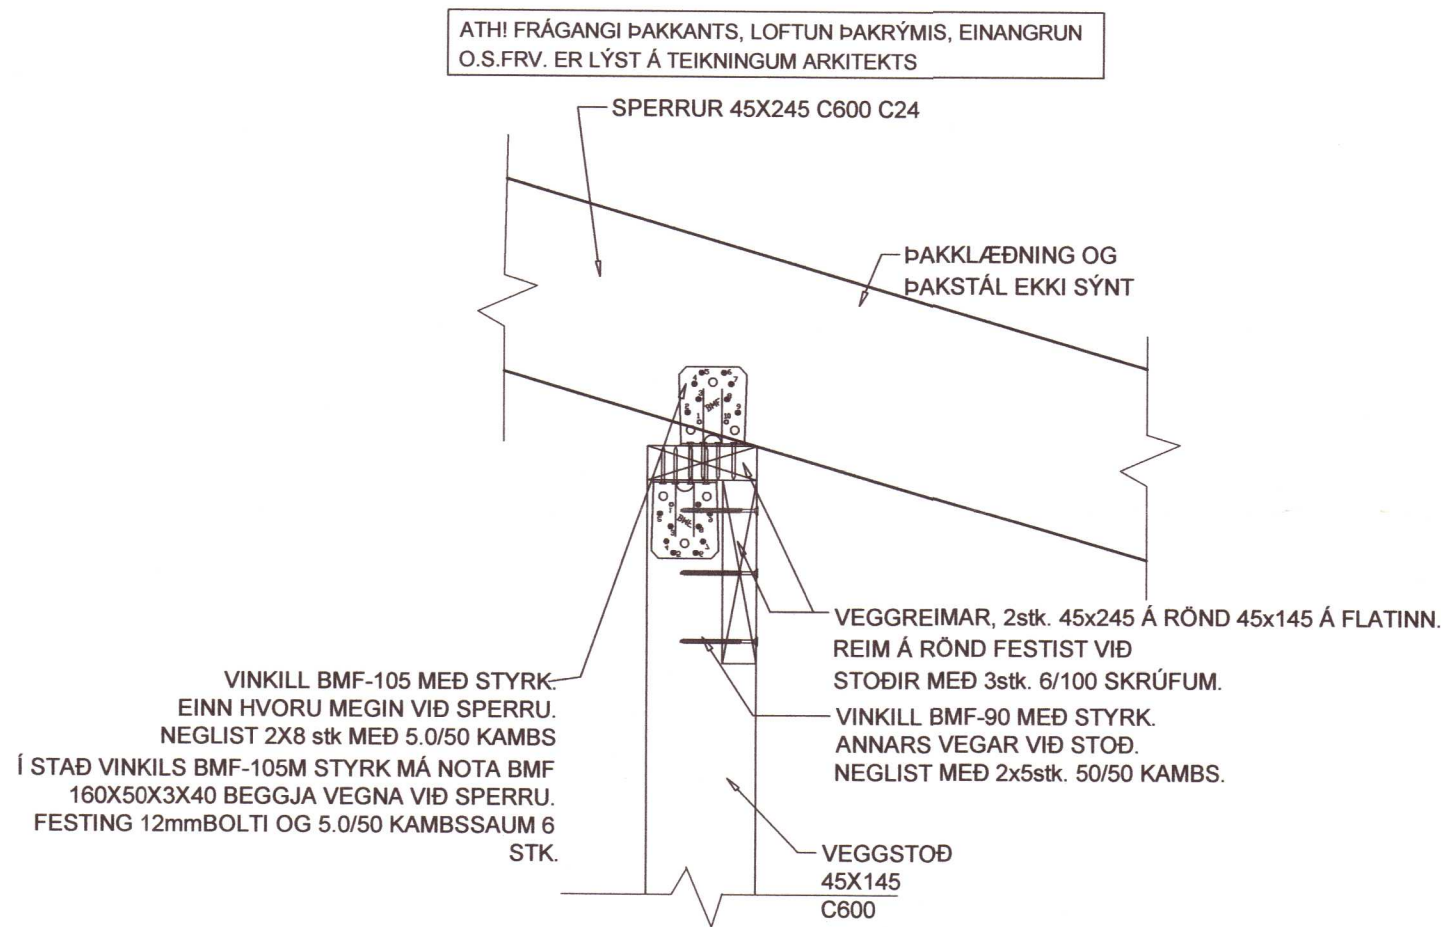 ATH! FRÁGANGI ÞAKKANTS, LOFTUN ÞAKRÝMIS, EINANGRUN
O.S.FRV. ER LÝST Á TEIKNINGUM ARKITEKTS
SPERRUR 45X245 C600 C24
ÞAKKLÆÐNING OG
ÞAKSTÁL EKKI SÝNT
BMF
BMF
VEGGREIMAR, 2stk. 45x245 Á RÖND 45x145 Á FLATINN.
REIM Á RÖND FESTIST VIÐ
STOÐIR MEÐ 3stk. 6/100 SKRÚFUM.
VINKILL BMF-90 MEÐ STYRK.
ANNARS VEGAR VIÐ STOÐ.
NEGLIST MEÐ 2x5stk. 50/50 KAMBS.
VINKILL BMF-105 MEÐ STYRK.
EINN HVORU MEGIN VIÐ SPERRU.
NEGLIST 2X8 stk MEÐ 5.0/50 KAMBS
Í STAÐ VINKILS BMF-105M STYRK MÁ NOTA BMF
160X50X3X40 BEGGJA VEGNA VIÐ SPERRU.
FESTING 12mmBOLTI OG 5.0/50 KAMBSSAUM 6
STK.
VEGGSTOÐ
45X145
C600